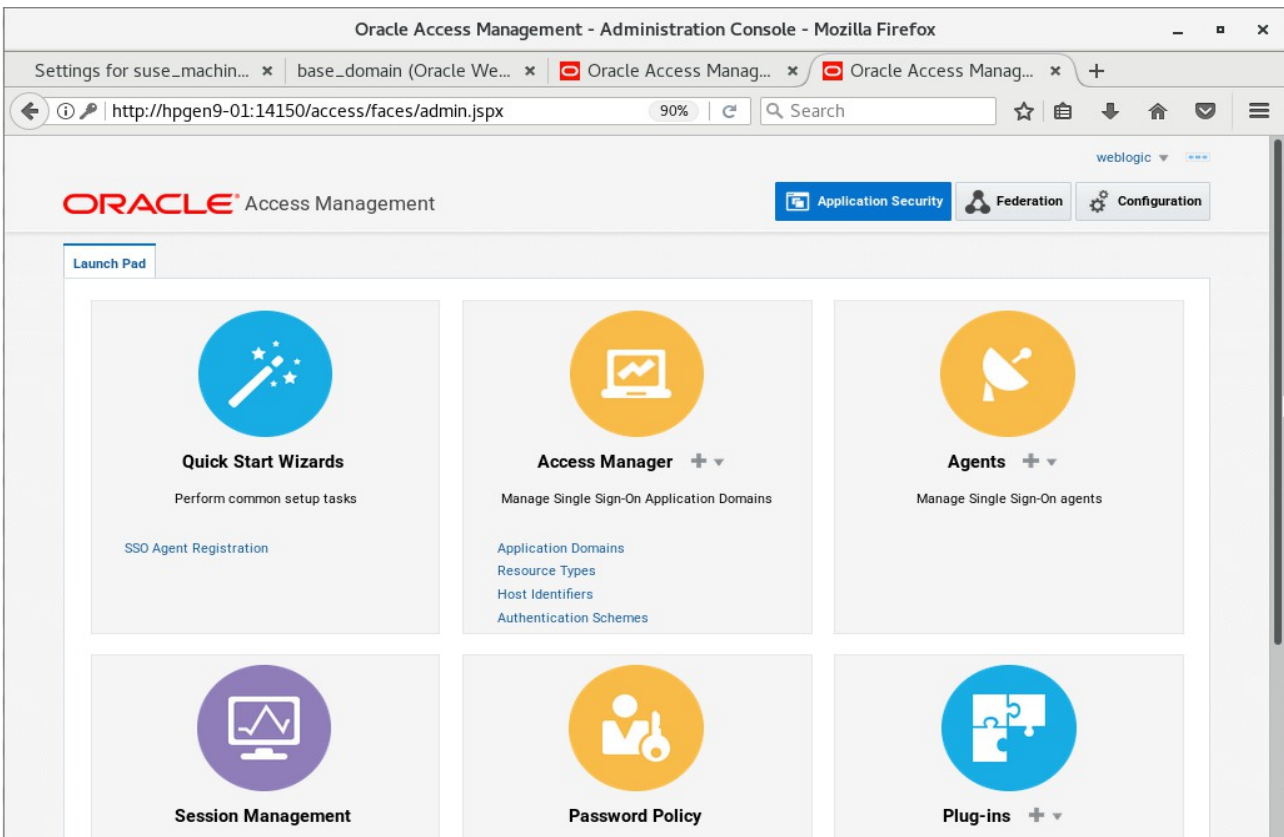 Oracle Access Management - Administration Console - Mozilla Firefox
Settings for suse_machin... base_domain (Oracle We... Oracle Access Manag... Oracle Access Manag...
http://hpgen9-01:14150/access/faces/admin.jspx 90% Search
weblogic
ORACLE Access Management Application Security Federation Configuration
Launch Pad
Quick Start Wizards
Perform common setup tasks
SSO Agent Registration
Access Manager
Manage Single Sign-On Application Domains
Application Domains
Resource Types
Host Identifiers
Authentication Schemes
Agents
Manage Single Sign-On agents
Session Management
Password Policy
Plug-ins